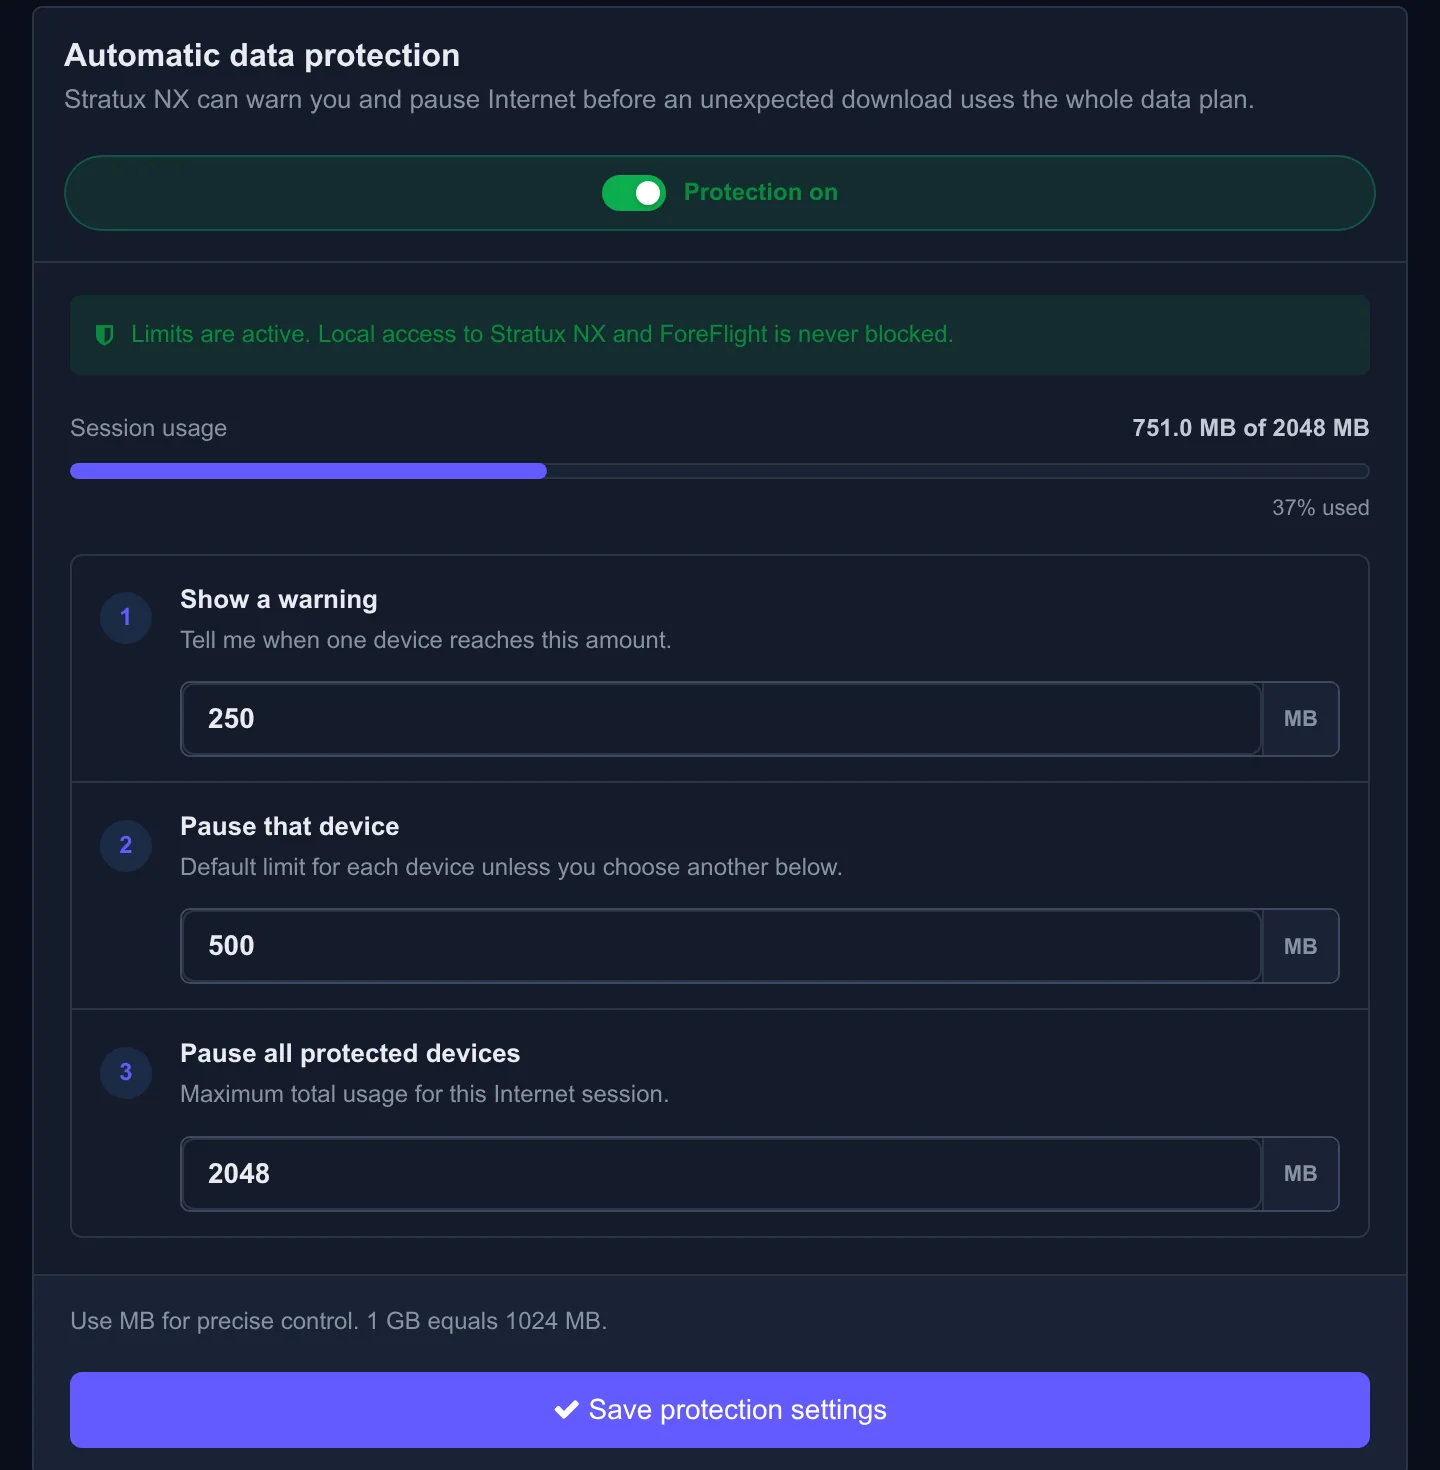 Automatic data protection
Stratux NX can warn you and pause Internet before an unexpected download uses the whole data plan.
Protection on
Limits are active. Local access to Stratux NX and ForeFlight is never blocked.
Session usage
751.0 MB of 2048 MB
37% used
1
Show a warning
Tell me when one device reaches this amount.
250
MB
2
Pause that device
Default limit for each device unless you choose another below.
500
MB
3
Pause all protected devices
Maximum total usage for this Internet session.
2048
MB
Use MB for precise control. 1 GB equals 1024 MB.
Save protection settings